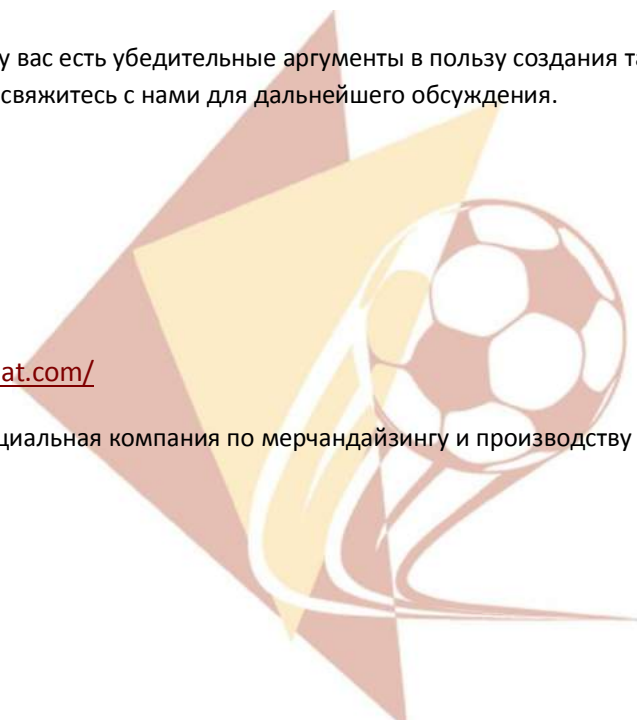 у вас есть убедительные аргументы в пользу создания та
свяжитесь с нами для дальнейшего обсуждения.
at.com/
циальная компания по мерчандайзингу и производству